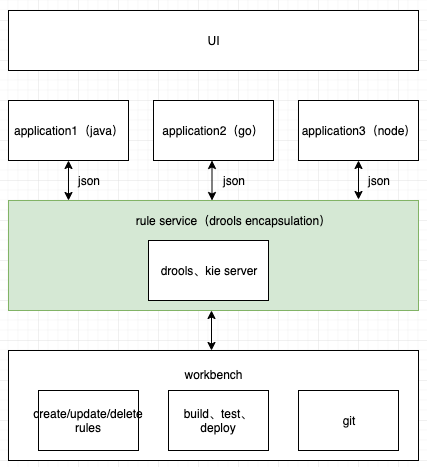 UI
application1（java）
application2（go）
application3（node）
json
json
json
rule service（drools encapsulation）
drools、kie server
workbench
create/update/delete
rules
build、test、
deploy
git